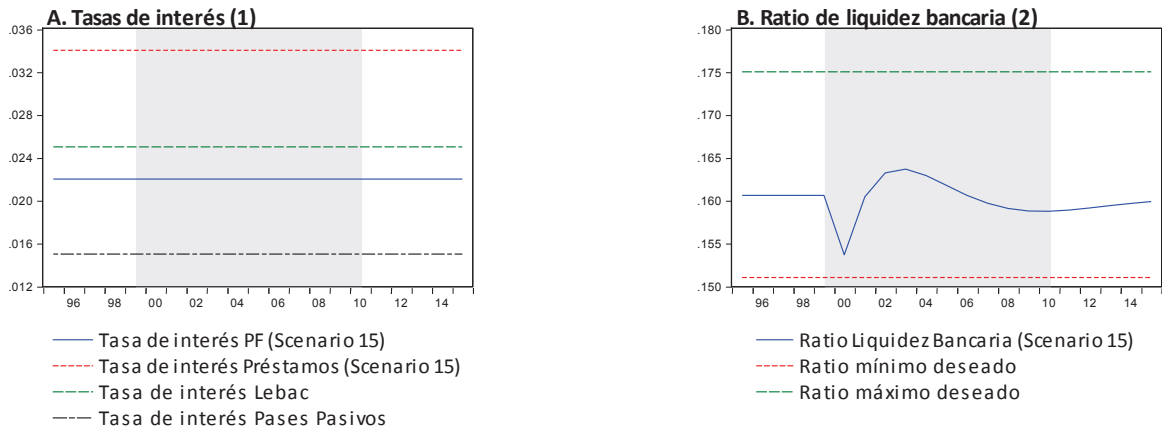 A. Tasas de interés (1)
.036
.032
.028
.024
.020
.016
.012
96 98 00 02 04 06 08 10 12 14
Tasa de interés PF (Scenario 15)
Tasa de interés Préstamos (Scenario 15)
Tasa de interés Lebac
Tasa de interés Pases Pasivos
B. Ratio de liquidez bancaria (2)
.180
.175
.170
.165
.160
.155
.150
96 98 00 02 04 06 08 10 12 14
Ratio Liquidez Bancaria (Scenario 15)
Ratio mínimo deseado
Ratio máximo deseado